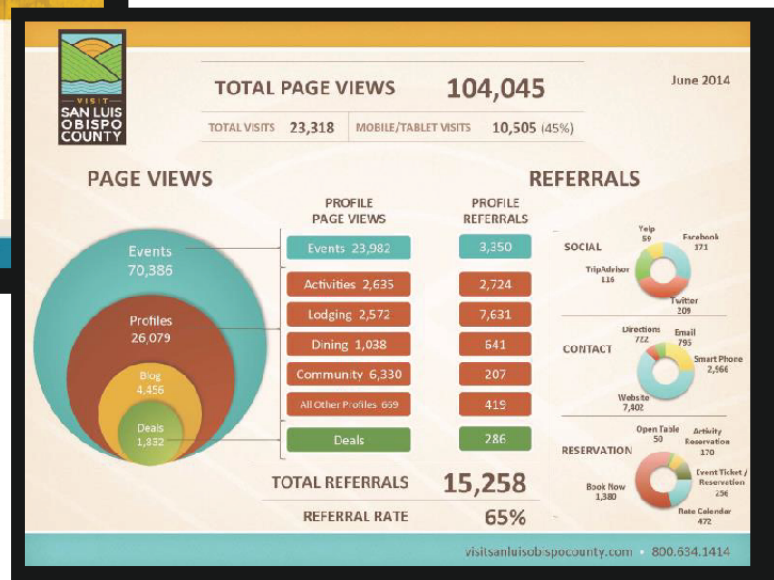 VISIT
SAN LUIS
OBISPO
COUNTY
TOTAL PAGE VIEWS 104,045
June 2014
TOTAL VISITS 23,318 MOBILE/TABLET VISITS 10,505 (45%)
PAGE VIEWS
REFERRALS
PROFILE
PAGE VIEWS
PROFILE
REFERRALS
Events
70,386
Profiles
26,079
Blog
4,456
Deals
1,832
Events 23,982
3,350
Activities 2,635
2,724
Lodging 2,572
7,631
Dining 1,038
641
Community 6,330
207
All Other Profiles 669
419
Deals
286
SOCIAL
Yelp
59
Facebook
371
TripAdvisor
116
Twitter
209
CONTACT
Directions
722
Email
795
Smart Phone
2,966
Website
7,402
RESERVATION
Open Table
50
Activity
Reservation
170
Event Ticket /
Reservation
256
Book Now
1,380
Rate Calendar
472
TOTAL REFERRALS 15,258
REFERRAL RATE 65%
visitsanluisobispocounty.com • 800.634.1414